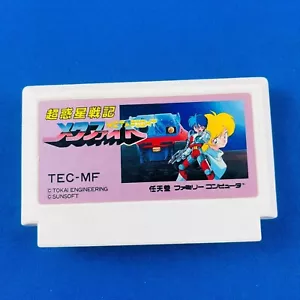 超惑星戦記
メタファイト
METAFIGHT
TEC-MF
© TOKAI ENGINEERING
© SUNSOFT
任天堂 ファミリー コンピュータ